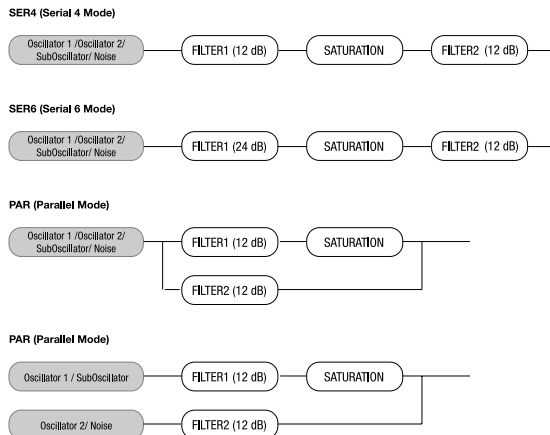 SER4 (Serial 4 Mode)
Oscillator 1 /Oscillator 2/
SubOscillator/ Noise
FILTER1 (12 dB)
SATURATION
FILTER2 (12 dB)
SER6 (Serial 6 Mode)
Oscillator 1 /Oscillator 2/
SubOscillator/ Noise
FILTER1 (24 dB)
SATURATION
FILTER2 (12 dB)
PAR (Parallel Mode)
Oscillator 1 /Oscillator 2/
SubOscillator/ Noise
FILTER1 (12 dB)
SATURATION
FILTER2 (12 dB)
PAR (Parallel Mode)
Oscillator 1 / SubOscillator
FILTER1 (12 dB)
SATURATION
Oscillator 2/ Noise
FILTER2 (12 dB)